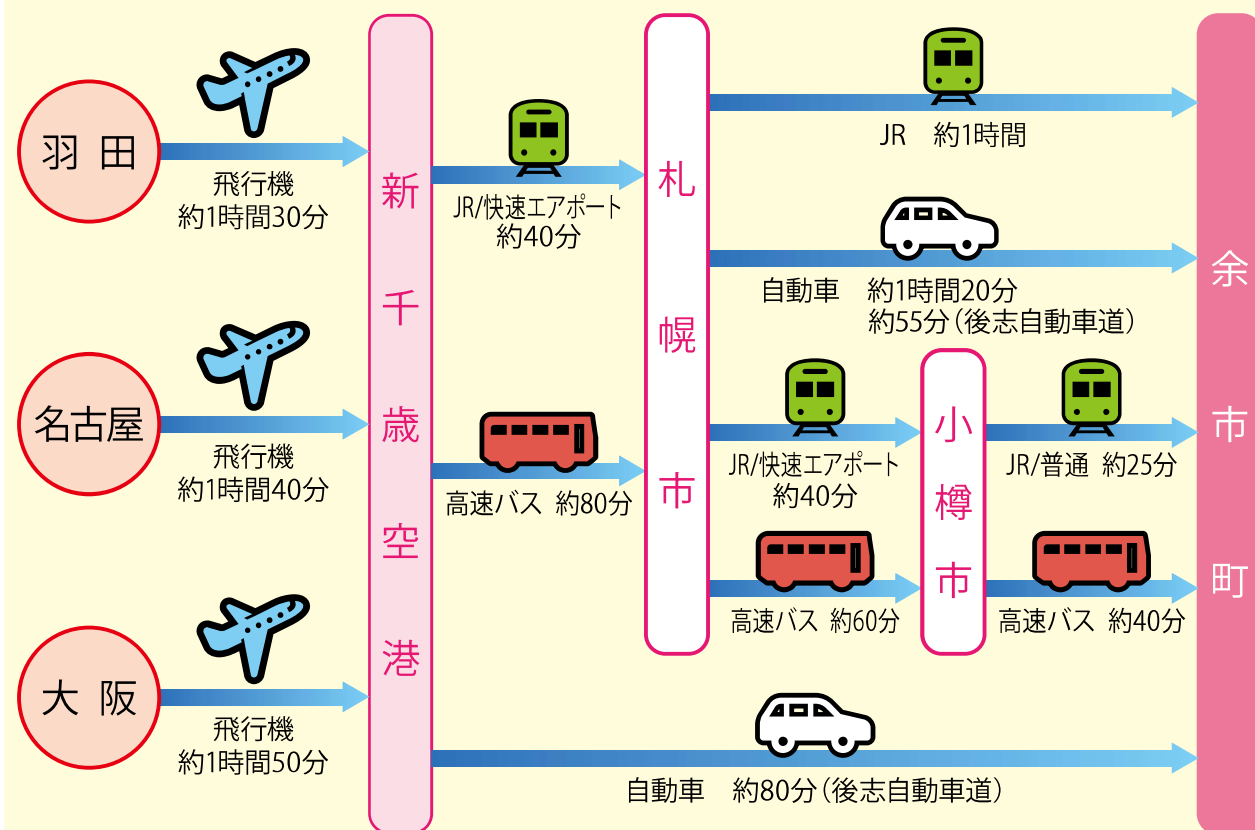 羽田
飛行機
約1時間30分
名古屋
飛行機
約1時間40分
大阪
飛行機
約1時間50分
新千歳空港
JR/快速エアポート
約40分
高速バス 約80分
札幌市
JR 約1時間
自動車 約1時間20分
約55分(後志自動車道)
JR/快速エアポート
約40分
高速バス 約60分
小樽市
JR/普通 約25分
高速バス 約40分
自動車 約80分(後志自動車道)
余市町